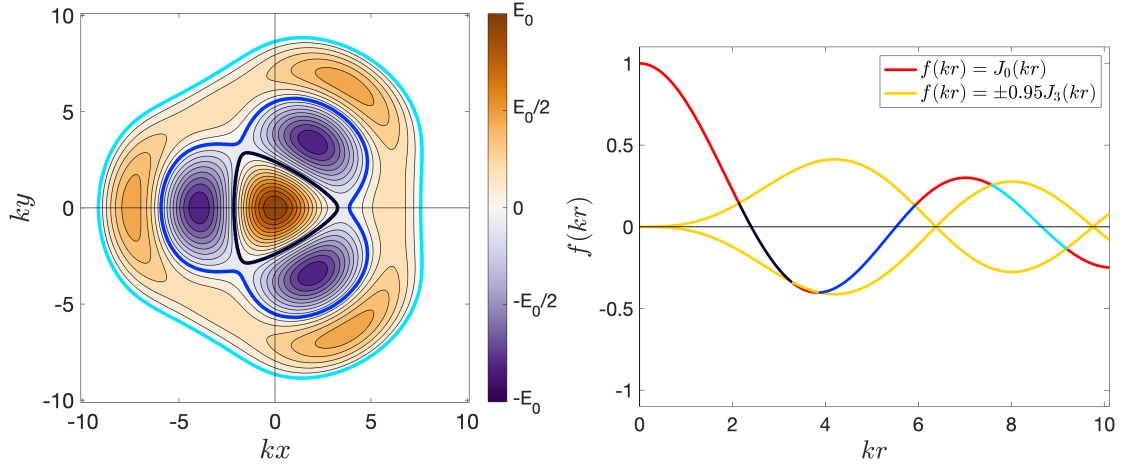 10
5
0
-5
-10
ky
-10
-5
0
5
10
kx
E₀
E₀/2
0
-E₀/2
-E₀
1
0.5
0
-0.5
-1
f(kr)
0
2
4
6
8
10
kr
f(kr) = J₀(kr)
f(kr) = ±0.95J₃(kr)